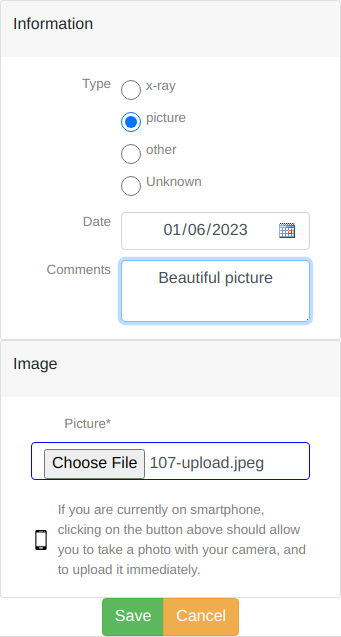 Information
Type
x-ray
picture
other
Unknown
Date
01/06/2023
Comments
Beautiful picture
Image
Picture*
Choose File 107-upload.jpeg
If you are currently on smartphone,
clicking on the button above should allow
you to take a photo with your camera, and
to upload it immediately.
Save
Cancel